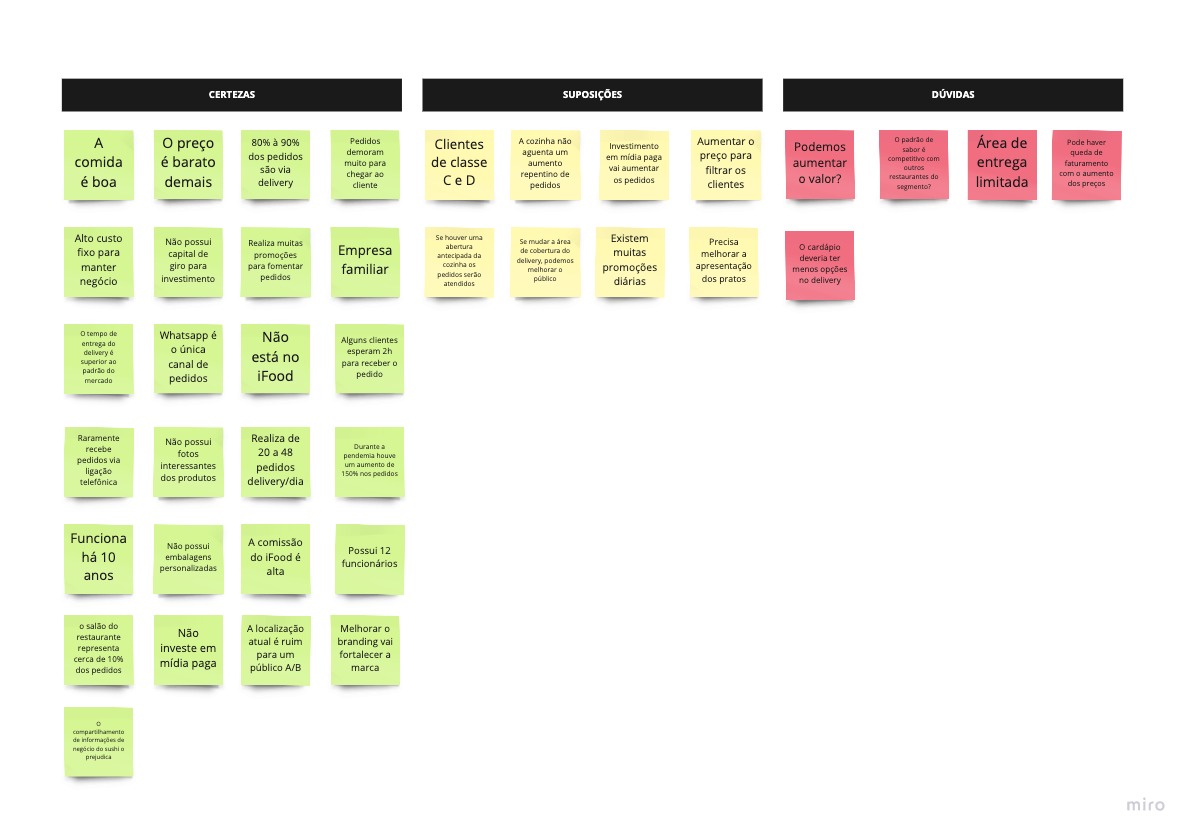 CERTEZAS
A
comida
é boa
O preço
é barato
demais
80% à 90%
dos pedidos
são via
delivery
Pedidos
demoram
muito para
chegar ao
cliente
Alto custo
fixo para
manter
negócio
Não possui
capital de
giro para
investimento
Realiza muitas
promoções
para fomentar
pedidos
Empresa
familiar
O tempo de
entrega do
delivery é
superior ao
padrão do
mercado
Whatsapp é
o única
canal de
pedidos
Não
está no
iFood
Alguns clientes
esperam 2h
para receber o
pedido
Raramente
recebe
pedidos via
ligação
telefônica
Não possui
fotos
interessantes
dos produtos
Realiza de
20 a 48
pedidos
delivery/dia
Durante a
pendemia houve
um aumento de
150% nos pedidos
Funciona
há 10
anos
Não possui
embalagens
personalizadas
A comissão
do iFood é
alta
Possui 12
funcionários
o salão do
restaurante
representa
cerca de 10%
dos pedidos
Não
investe em
mídia paga
A localização
atual é ruim
para um
público A/B
Melhorar o
branding vai
fortalecer a
marca
O
compartilhamento
de informações de
negócio do sushi o
prejudica
SUPOSIÇÕES
Clientes
de classe
C e D
A cozinha não
aguenta um
aumento
repentino de
pedidos
Investimento
em mídia paga
vai aumentar
os pedidos
Aumentar o
preço para
filtrar os
clientes
Se houver uma
abertura
antecipada da
cozinha os
pedidos serão
atendidos
Se mudar a área
de cobertura do
delivery, podemos
melhorar o
público
Existem
muitas
promoções
diárias
Precisa
melhorar a
apresentação
dos pratos
DÚVIDAS
Podemos
aumentar
o valor?
O padrão de
sabor é
competitivo com
outros
restaurantes do
segmento?
Área de
entrega
limitada
Pode haver
queda de
faturamento
com o aumento
dos preços
O cardápio
deveria ter
menos opções
no delivery
miro